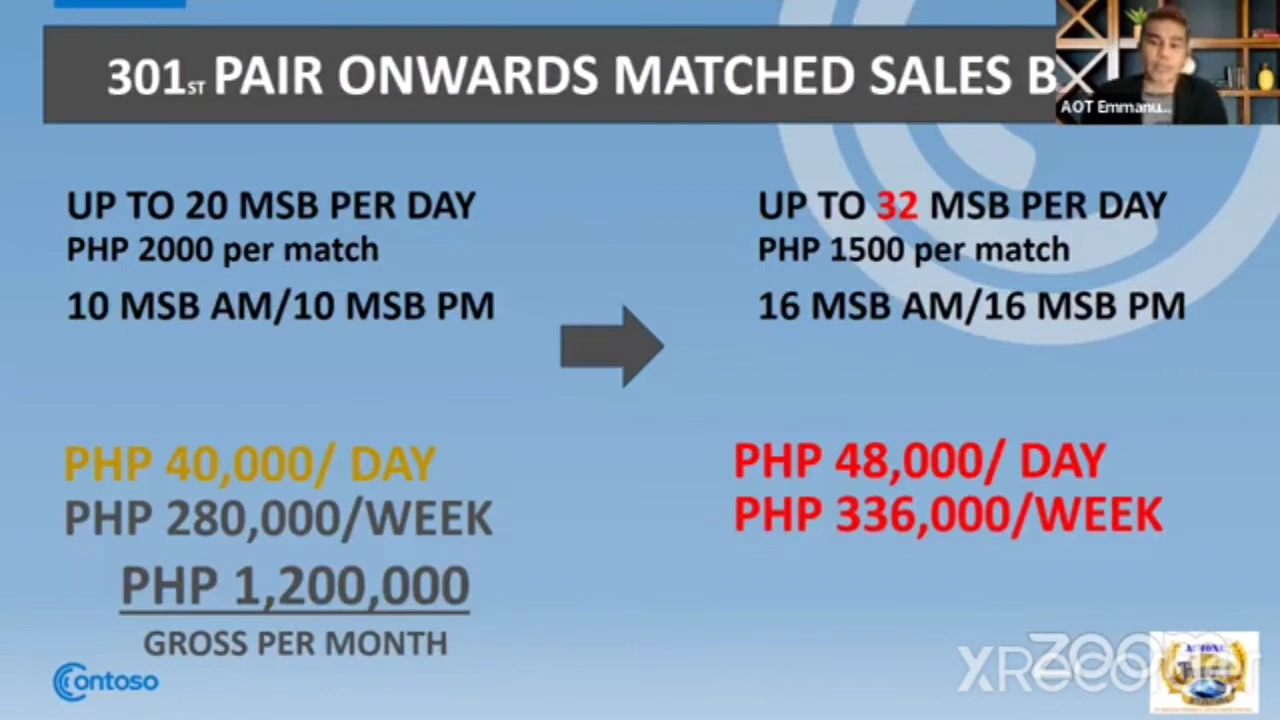 301ST PAIR ONWARDS MATCHED SALES B
AOT Emmanu...
UP TO 20 MSB PER DAY
PHP 2000 per match
10 MSB AM/10 MSB PM
UP TO 32 MSB PER DAY
PHP 1500 per match
16 MSB AM/16 MSB PM
PHP 40,000/ DAY
PHP 280,000/WEEK
PHP 1,200,000
GROSS PER MONTH
PHP 48,000/ DAY
PHP 336,000/WEEK
Contoso
zoom